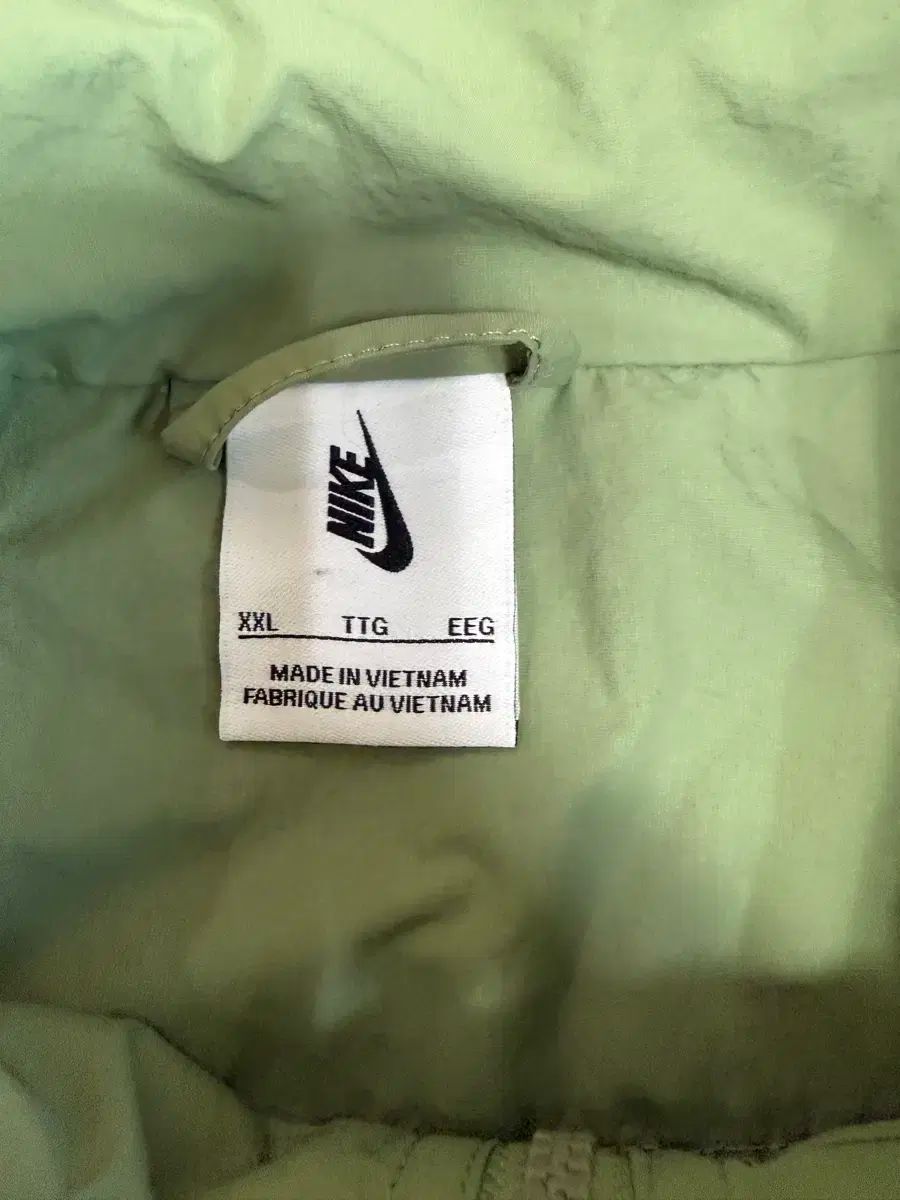 NIKE
XXL TTG EEG
MADE IN VIETNAM
FABRIQUE AU VIETNAM